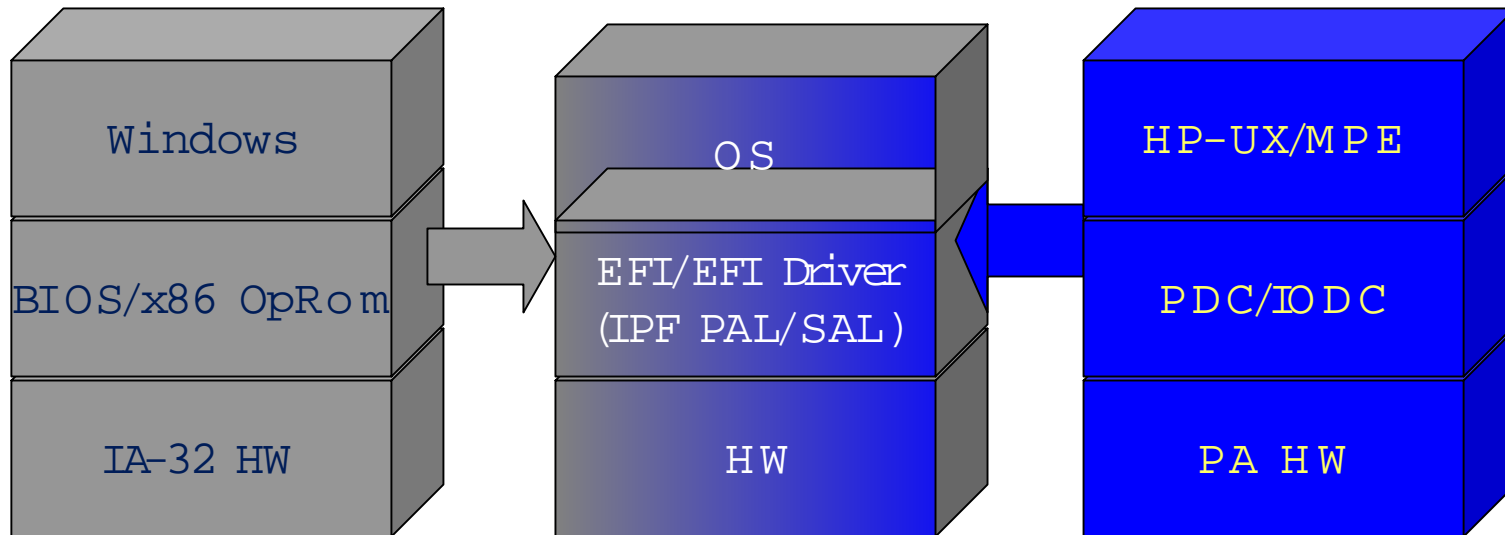 Windows
BIOS/x86 OpRom
IA-32 HW
OS
EFI/EFI Driver
(IPF PAL/SAL)
HW
HP-UX/MPE
PDC/IODC
PA HW